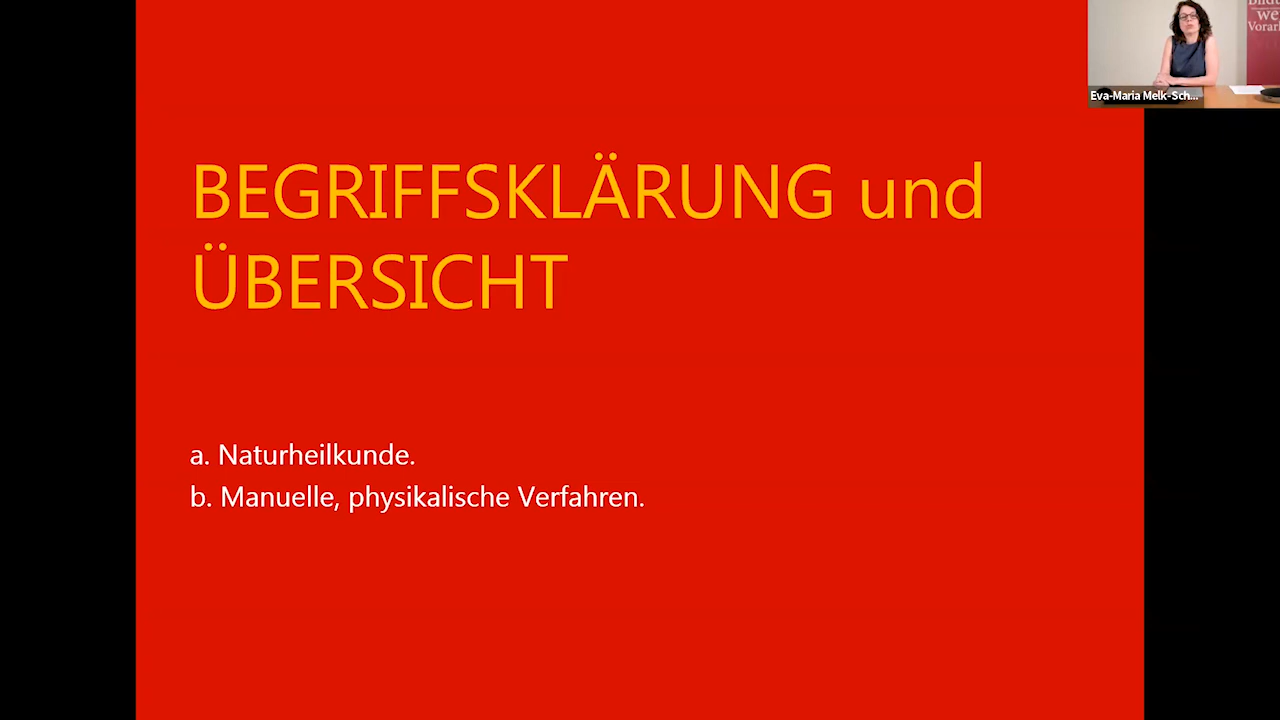 BEGRIFFSKLÄRUNG und
ÜBERSICHT
a. Naturheilkunde.
b. Manuelle, physikalische Verfahren.
Eva-Maria Melk-Sch...